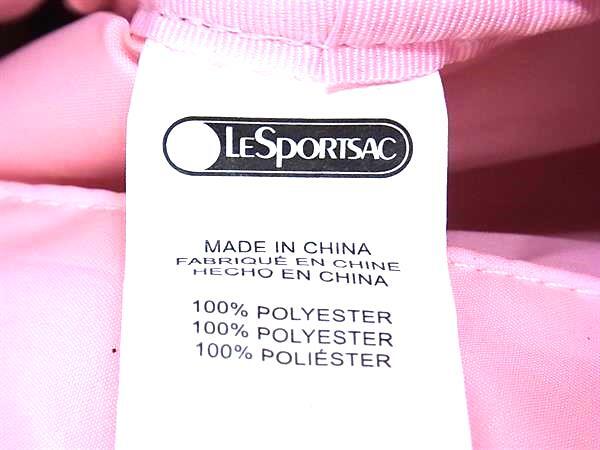 LESPORTSAC
MADE IN CHINA
FABRIQUÉ EN CHINE
HECHO EN CHINA
100% POLYESTER
100% POLYESTER
100% POLIÉSTER